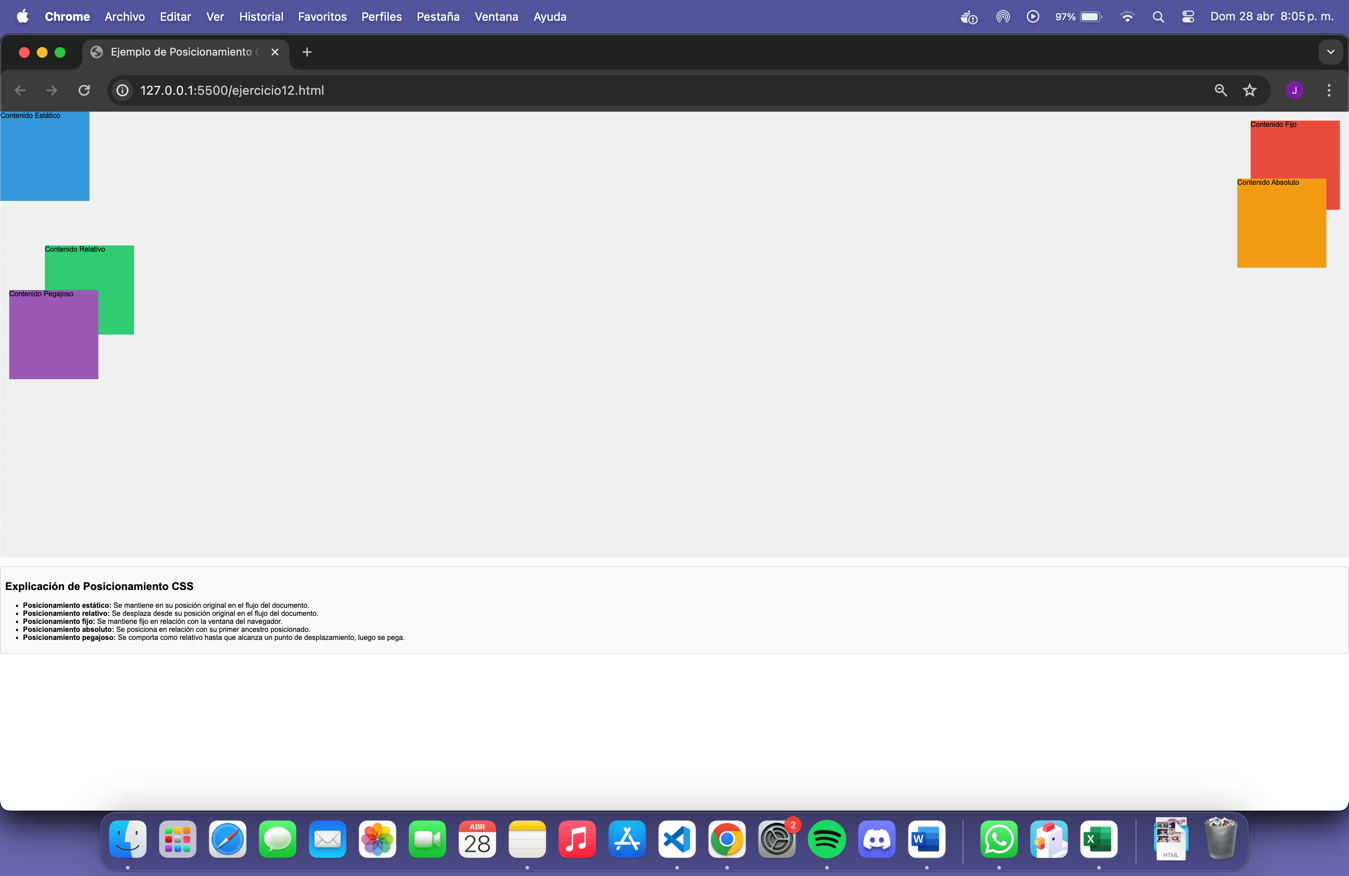 Chrome Archivo Editar Ver Historial Favoritos Perfiles Pestaña Ventana Ayuda 97% Dom 28 abr 8:05 p. m.
Ejemplo de Posicionamiento
127.0.0.1:5500/ejercicio12.html
J
Contenido Estático
Contenido Fijo
Contenido Absoluto
Contenido Relativo
Contenido Pegajoso
Explicación de Posicionamiento CSS
• Posicionamiento estático: Se mantiene en su posición original en el flujo del documento.
• Posicionamiento relativo: Se desplaza desde su posición original en el flujo del documento.
• Posicionamiento fijo: Se mantiene fijo en relación con la ventana del navegador.
• Posicionamiento absoluto: Se posiciona en relación con su primer ancestro posicionado.
• Posicionamiento pegajoso: Se comporta como relativo hasta que alcanza un punto de desplazamiento, luego se pega.
ABR
28
2
W
X
HTML